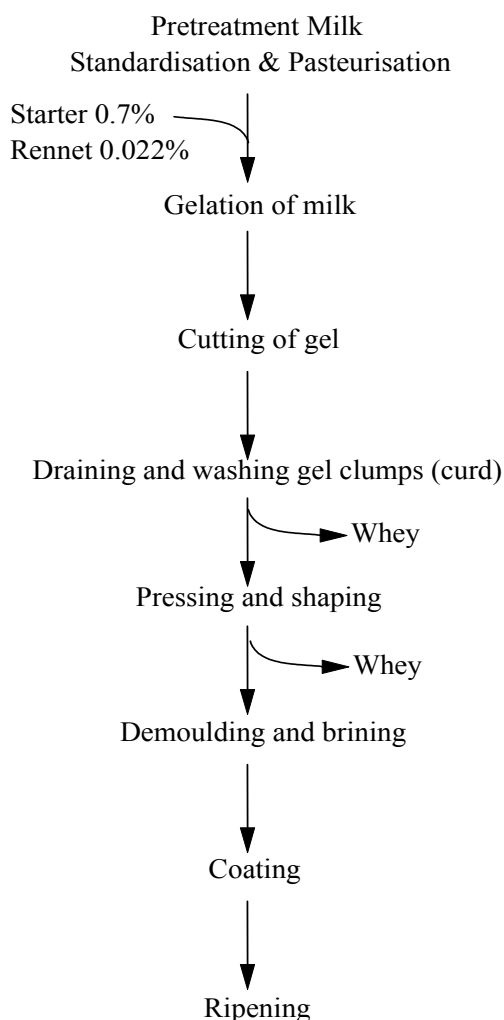 Pretreatment Milk
Standardisation & Pasteurisation
Starter 0.7%
Rennet 0.022%
Gelation of milk
Cutting of gel
Draining and washing gel clumps (curd)
Whey
Pressing and shaping
Whey
Demoulding and brining
Coating
Ripening